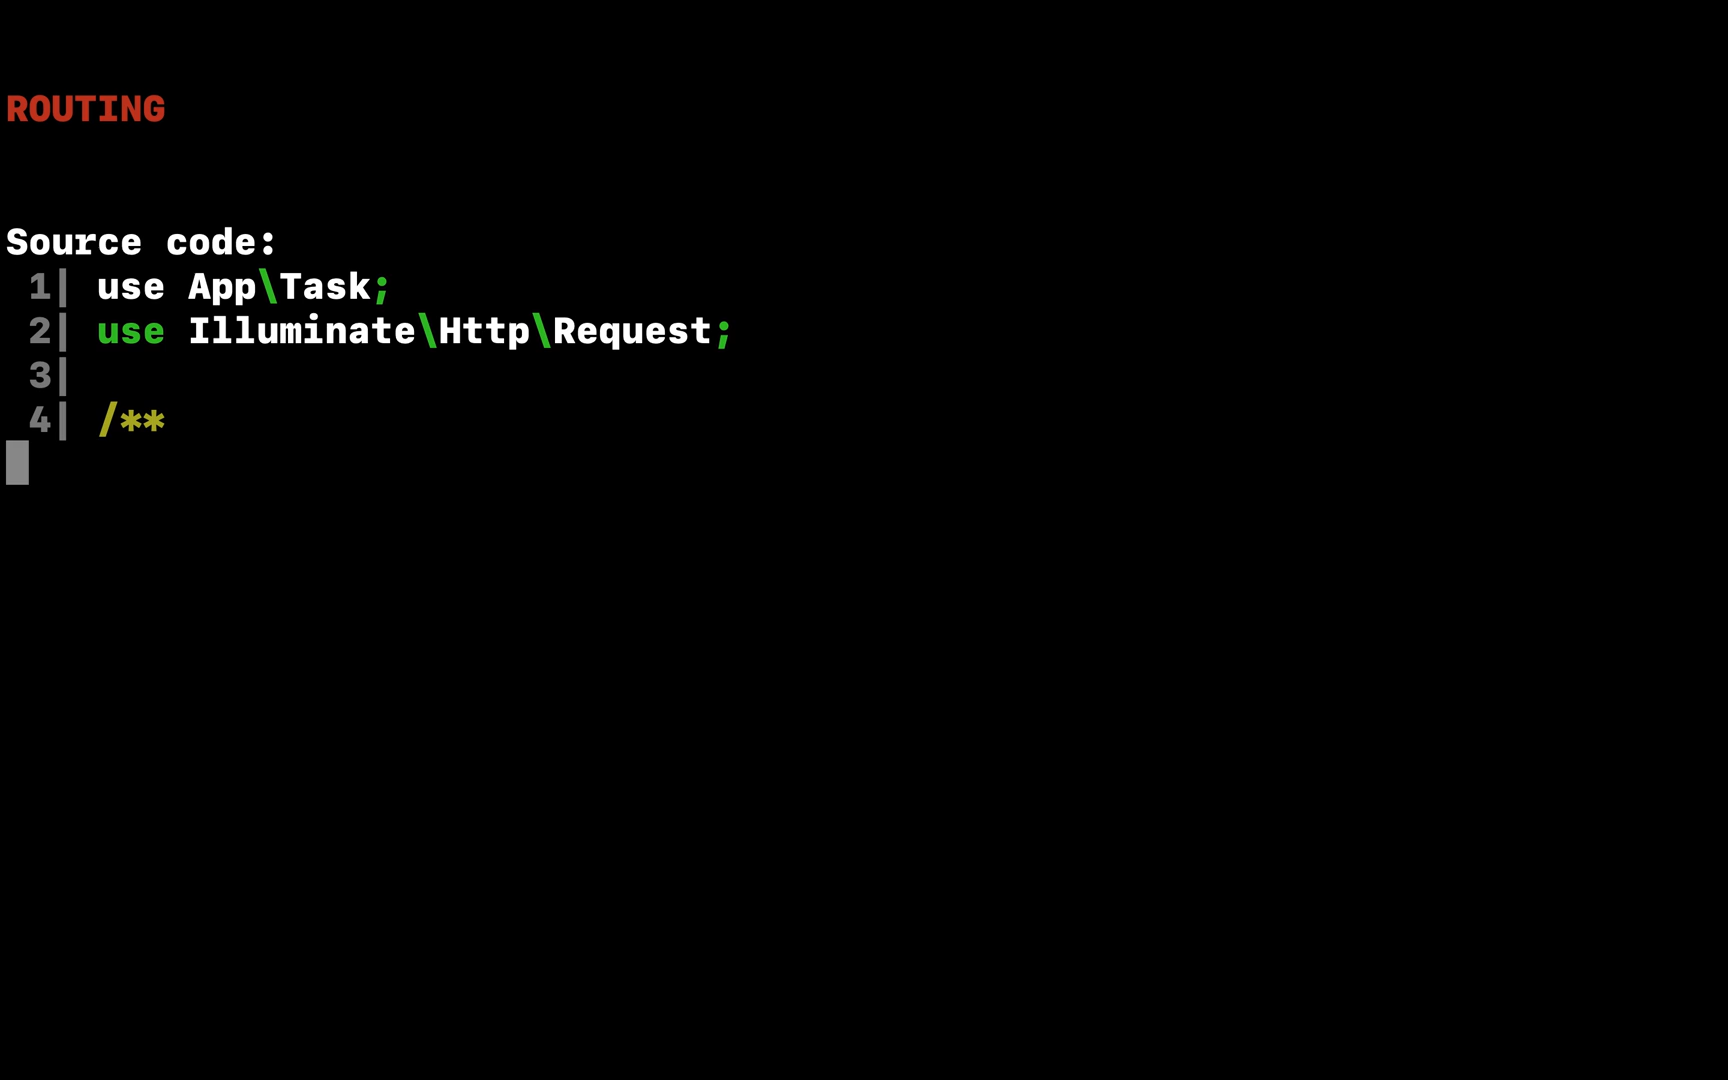 ROUTING
Source code:
1| use App\Task;
2| use Illuminate\Http\Request;
3|
4| /**